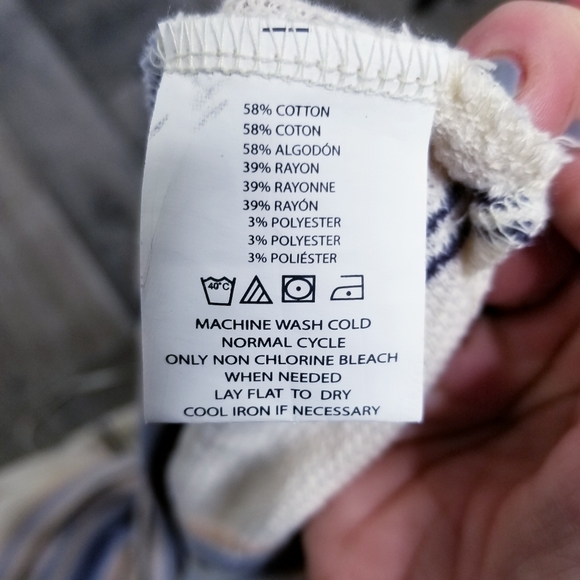 58% COTTON
58% COTON
58% ALGODÓN
39% RAYON
39% RAYONNE
39% RAYÓN
3% POLYESTER
3% POLYESTER
3% POLIÉSTER
40°C
MACHINE WASH COLD
NORMAL CYCLE
ONLY NON CHLORINE BLEACH
WHEN NEEDED
LAY FLAT TO DRY
COOL IRON IF NECESSARY